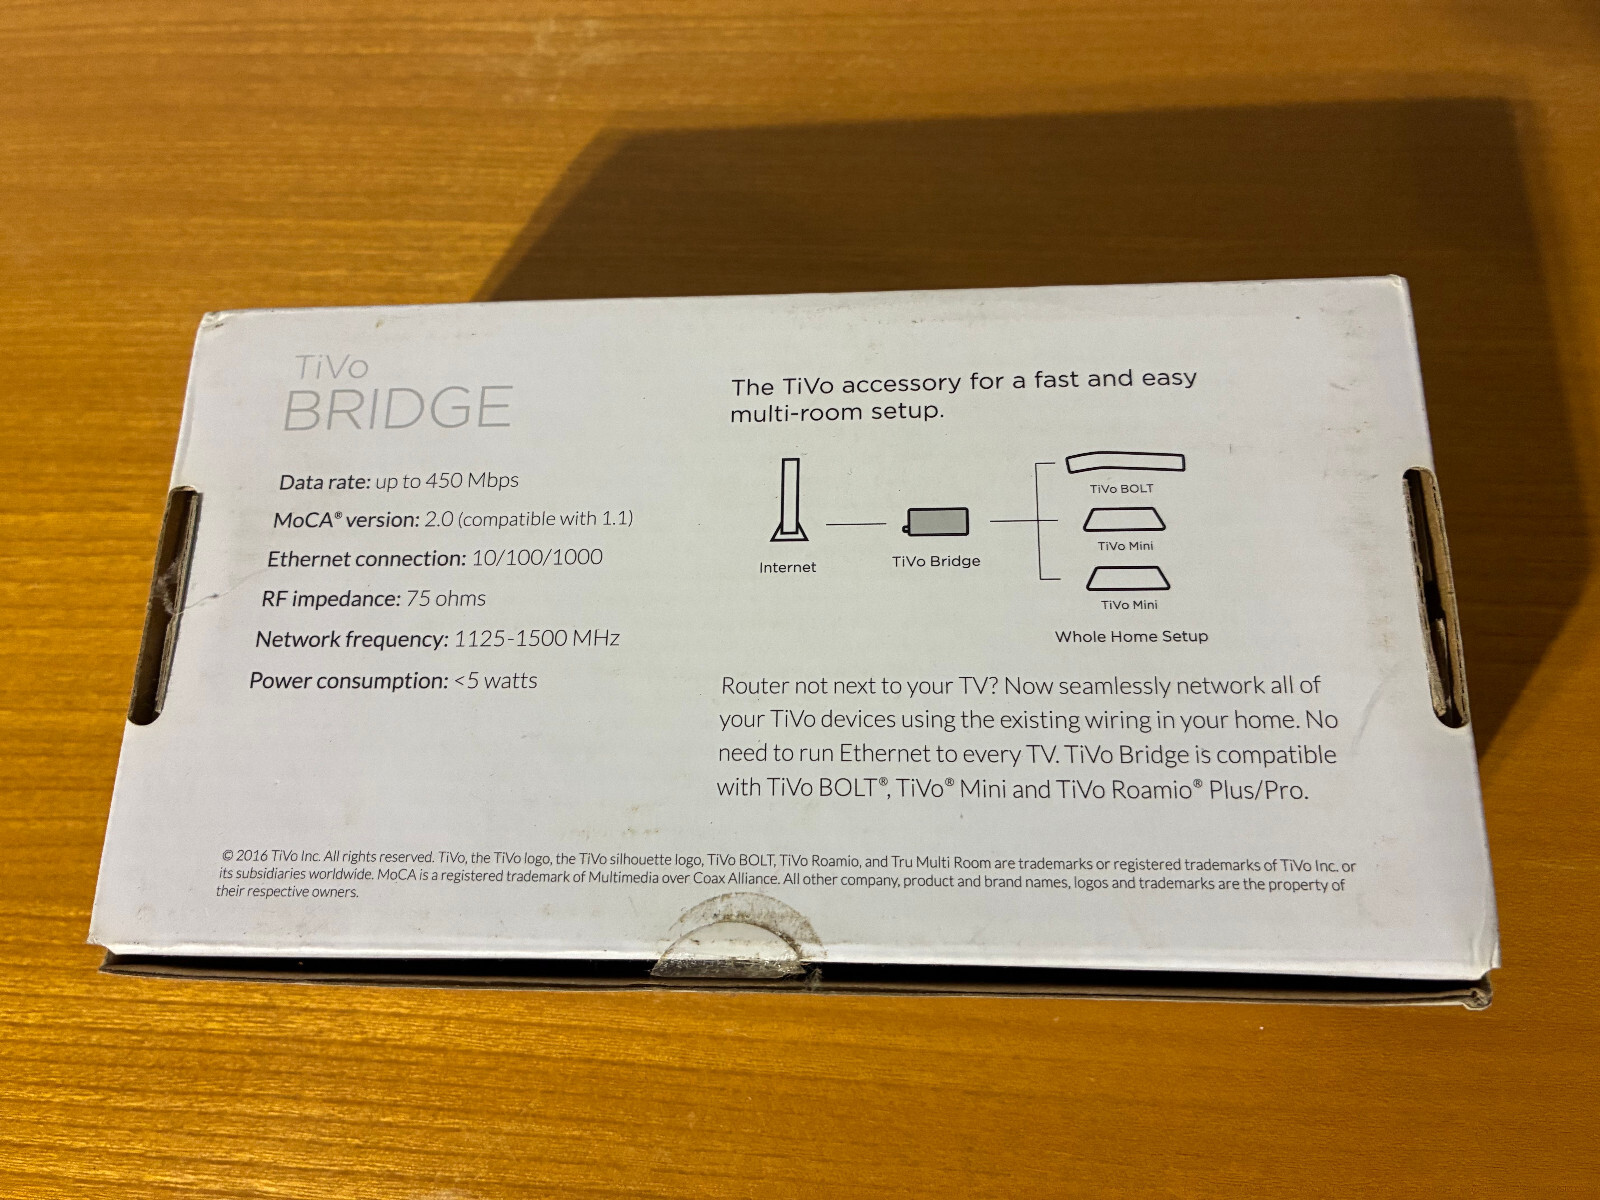 TiVo
BRIDGE
Data rate: up to 450 Mbps
MoCA® version: 2.0 (compatible with 1.1)
Ethernet connection: 10/100/1000
RF impedance: 75 ohms
Network frequency: 1125-1500 MHz
Power consumption: <5 watts
The TiVo accessory for a fast and easy
multi-room setup.
Internet
TiVo Bridge
TiVo BOLT
TiVo Mini
TiVo Mini
Whole Home Setup
Router not next to your TV? Now seamlessly network all of
your TiVo devices using the existing wiring in your home. No
need to run Ethernet to every TV. TiVo Bridge is compatible
with TiVo BOLT®, TiVo® Mini and TiVo Roamio® Plus/Pro.
© 2016 TiVo Inc. All rights reserved. TiVo, the TiVo logo, the TiVo silhouette logo, TiVo BOLT, TiVo Roamio, and Tru Multi Room are trademarks or registered trademarks of TiVo Inc. or
its subsidiaries worldwide. MoCA is a registered trademark of Multimedia over Coax Alliance. All other company, product and brand names, logos and trademarks are the property of
their respective owners.